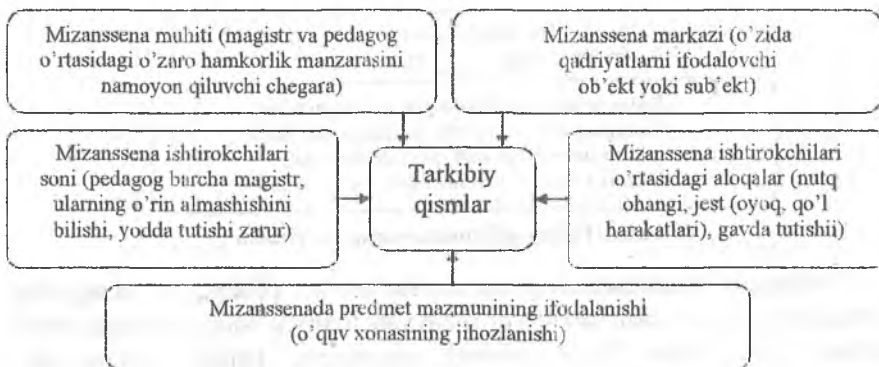 Mizanssena muhiti (magistr va pedagog
o'rtasidagi o'zaro hamkorlik manzarasini
namoyon qiluvchi chegara)
Mizanssena markazi (o'zida
qadriyatlarni ifodalovchi
ob'ekt yoki sub'ekt)
Mizanssena ishtirokchilari
soni (pedagog barcha magistr,
ularning o'rin almashishini
bilishi, yodda tutishi zarur)
Tarkibiy
qismlar
Mizanssena ishtirokchilari
o'rtasidagi aloqalar (nutq
ohangi, jest (oyoq, qo'l
harakatlari), gavda tutishii)
Mizanssenada predmet mazmunining ifodalanishi
(o'quv xonasining jihozlanishi)